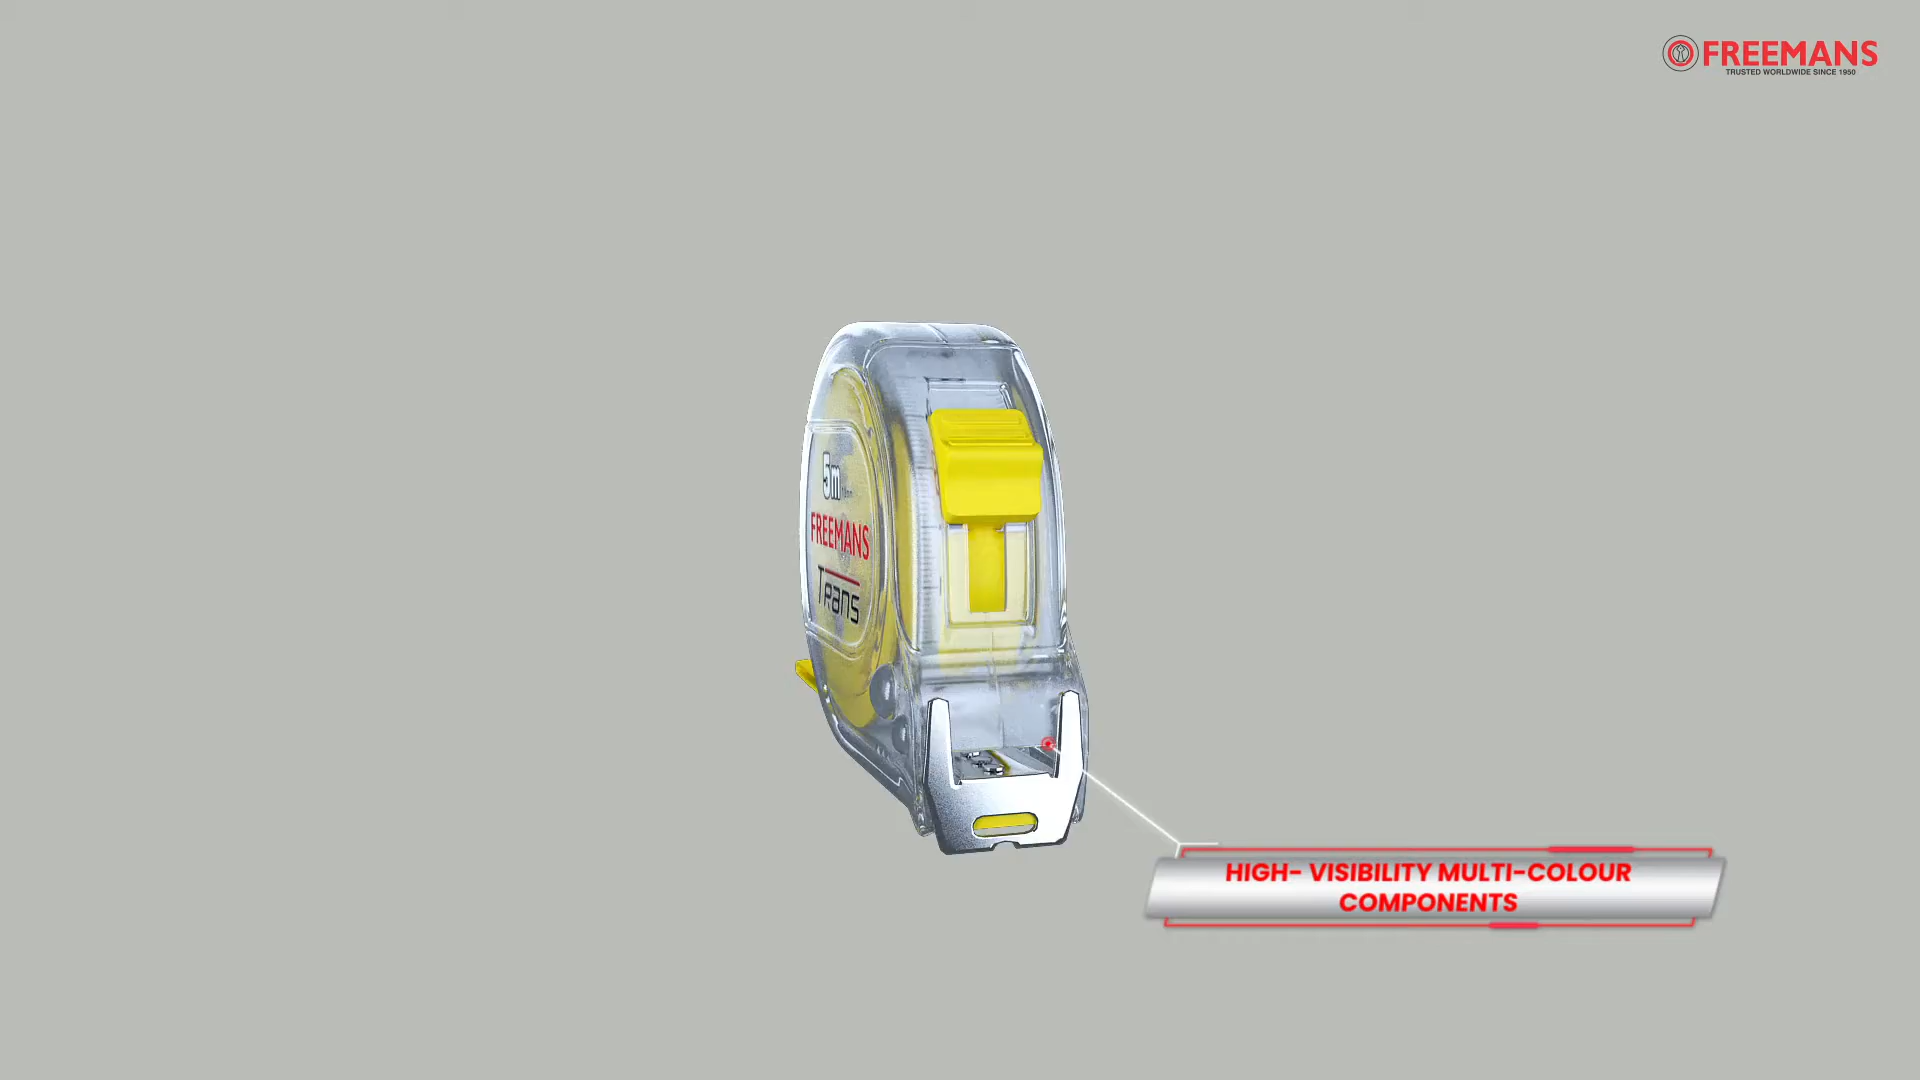 FREEMANS
TRUSTED WORLDWIDE SINCE 1950
5m
FREEMANS
Trans
HIGH- VISIBILITY MULTI-COLOUR
COMPONENTS